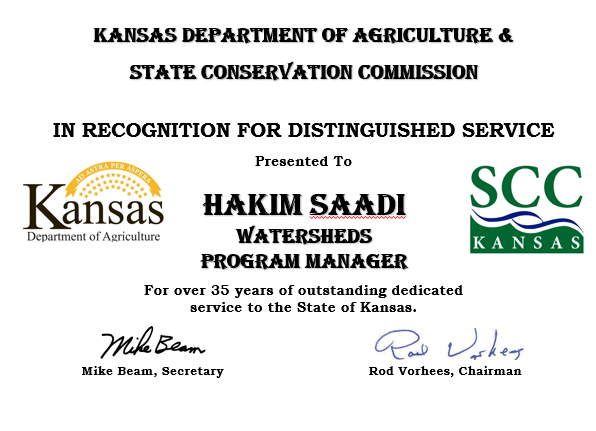 KANSAS DEPARTMENT OF AGRICULTURE &
STATE CONSERVATION COMMISSION
IN RECOGNITION FOR DISTINGUISHED SERVICE
Presented To
AD ASTRA PER ASPERA
Kansas
Department of Agriculture
HAKIM SAADI
WATERSHEDS
PROGRAM MANAGER
SCC
KANSAS
For over 35 years of outstanding dedicated
service to the State of Kansas.
Mike Beam
Mike Beam, Secretary
Rod Vorhees
Rod Vorhees, Chairman